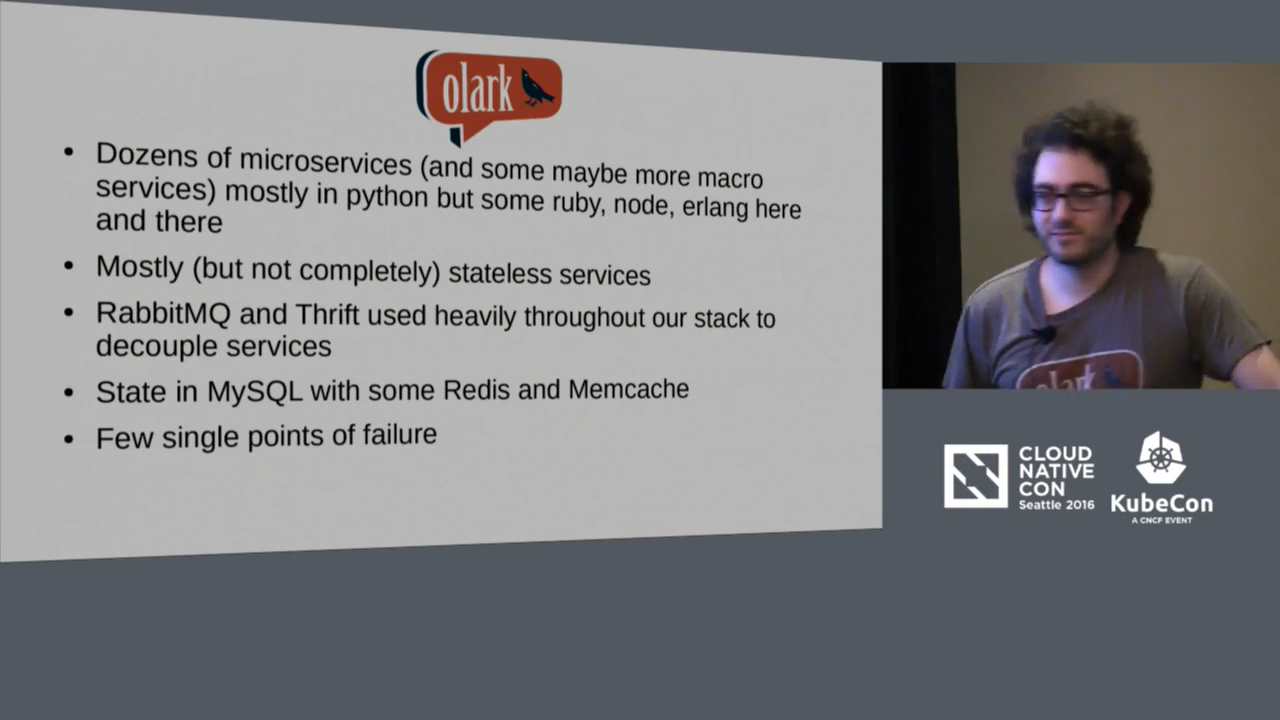 olark
• Dozens of microservices (and some maybe more macro
services) mostly in python but some ruby, node, erlang here
and there
• Mostly (but not completely) stateless services
• RabbitMQ and Thrift used heavily throughout our stack to
decouple services
• State in MySQL with some Redis and Memcache
• Few single points of failure
olark
CLOUD
NATIVE
CON
Seattle 2016
KubeCon
A CNCF EVENT